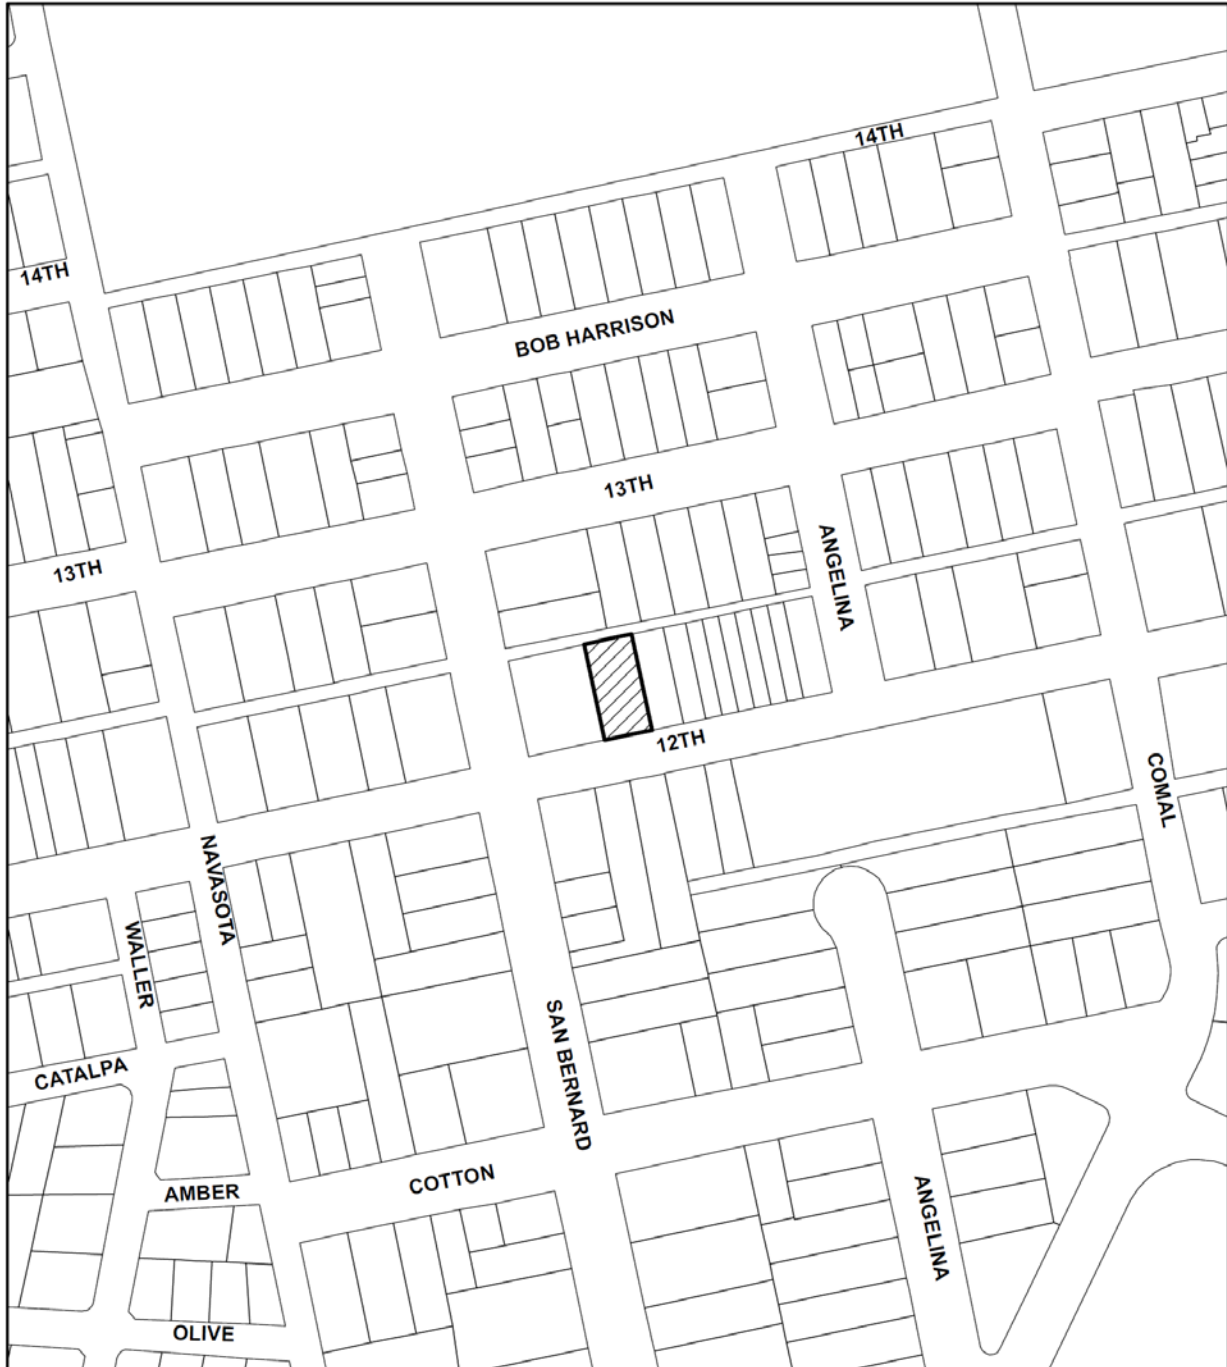 14TH
14TH
BOB HARRISON
13TH
ANGELINA
13TH
12TH
COMAL
NAVASOTA
WALLER
SAN BERNARD
CATALPA
COTTON
AMBER
ANGELINA
OLIVE